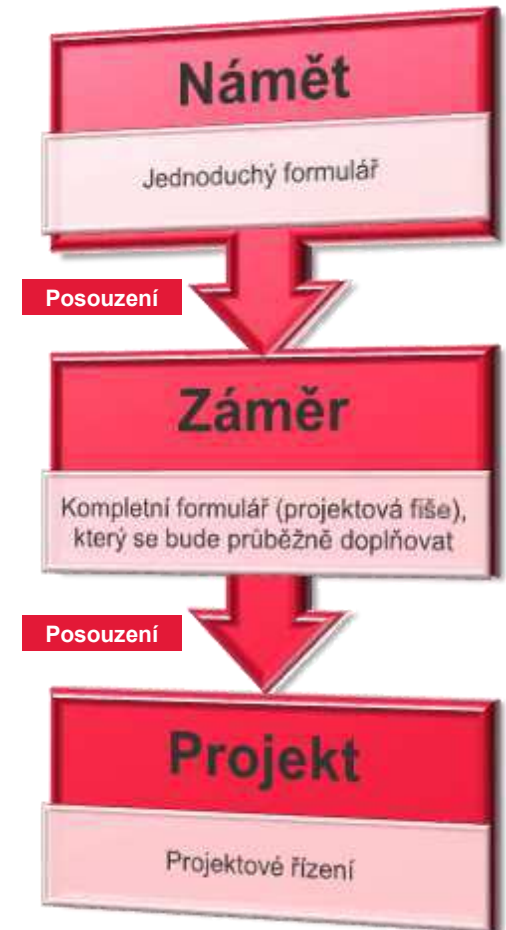 Námět
Jednoduchý formulář
Posouzení
Záměr
Kompletní formulář (projektová fiše),
který se bude průběžně doplňovat
Posouzení
Projekt
Projektové řízení